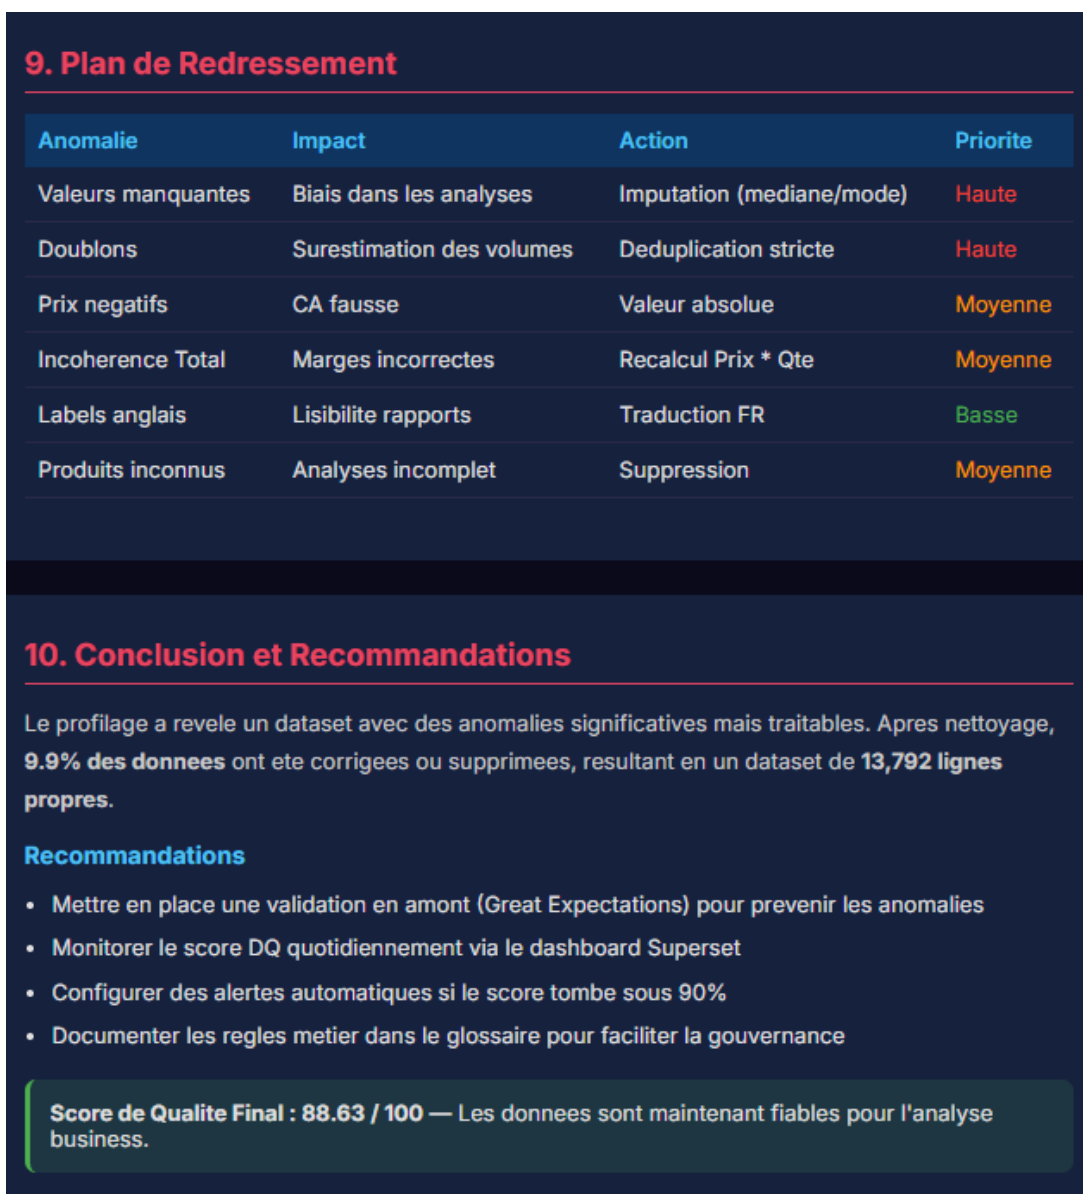 9. Plan de Redressement
Anomalie Impact Action Priorite
Valeurs manquantes Biais dans les analyses Imputation (mediane/mode) Haute
Doublons Surestimation des volumes Deduplication stricte Haute
Prix negatifs CA fausse Valeur absolue Moyenne
Incoherence Total Marges incorrectes Recalcul Prix * Qte Moyenne
Labels anglais Lisibilite rapports Traduction FR Basse
Produits inconnus Analyses incomplet Suppression Moyenne
10. Conclusion et Recommandations
Le profilage a revele un dataset avec des anomalies significatives mais traitables. Apres nettoyage,
9.9% des donnees ont ete corrigees ou supprimees, resultant en un dataset de 13,792 lignes
propres.
Recommandations
• Mettre en place une validation en amont (Great Expectations) pour prevenir les anomalies
• Monitorer le score DQ quotidiennement via le dashboard Superset
• Configurer des alertes automatiques si le score tombe sous 90%
• Documenter les regles metier dans le glossaire pour faciliter la gouvernance
Score de Qualite Final : 88.63 / 100 — Les donnees sont maintenant fiables pour l'analyse
business.